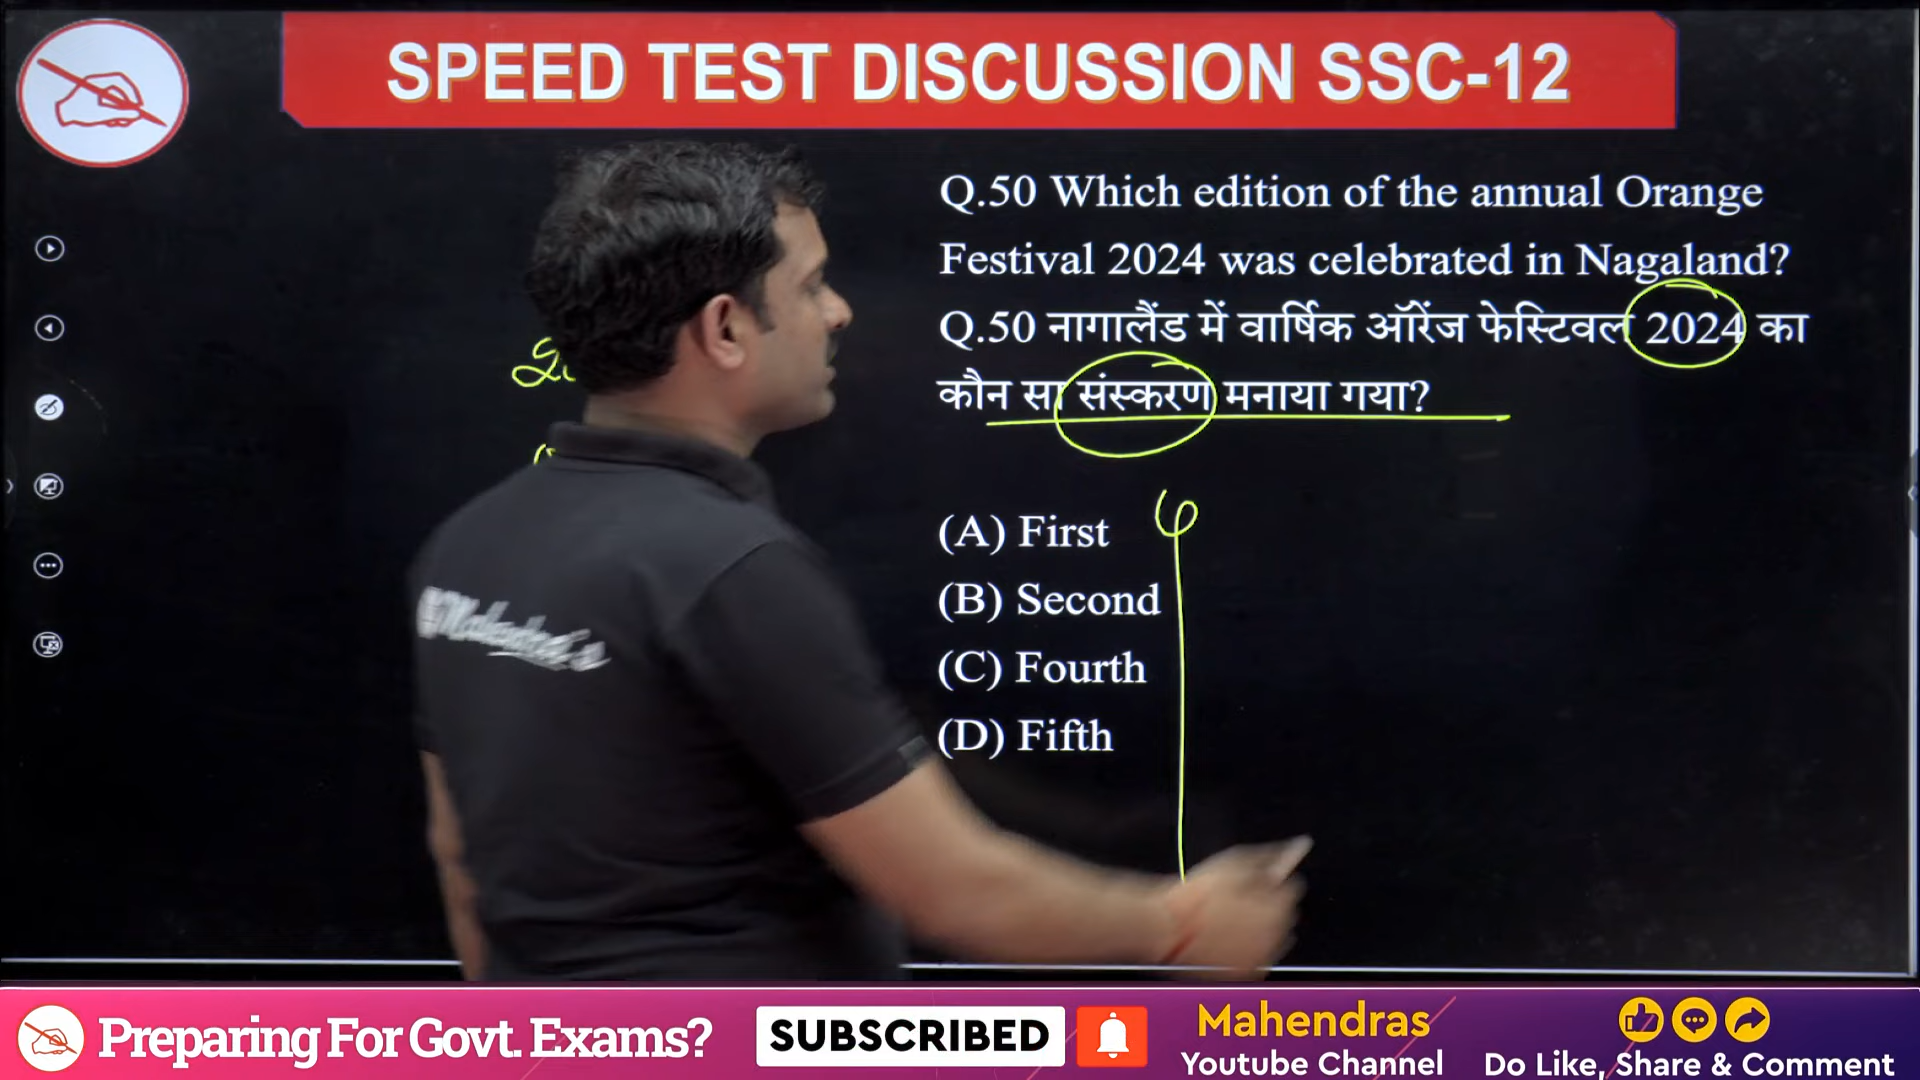 SPEED TEST DISCUSSION SSC-12
Q.50 Which edition of the annual Orange
Festival 2024 was celebrated in Nagaland?
Q.50 नागालैंड में वार्षिक ऑरेंज फेस्टिवल 2024 का
कौन सा संस्करण मनाया गया?
(A) First
(B) Second
(C) Fourth
(D) Fifth
Mahendra's
Preparing For Govt. Exams?
SUBSCRIBED
Mahendras
Youtube Channel
Do Like, Share & Comment